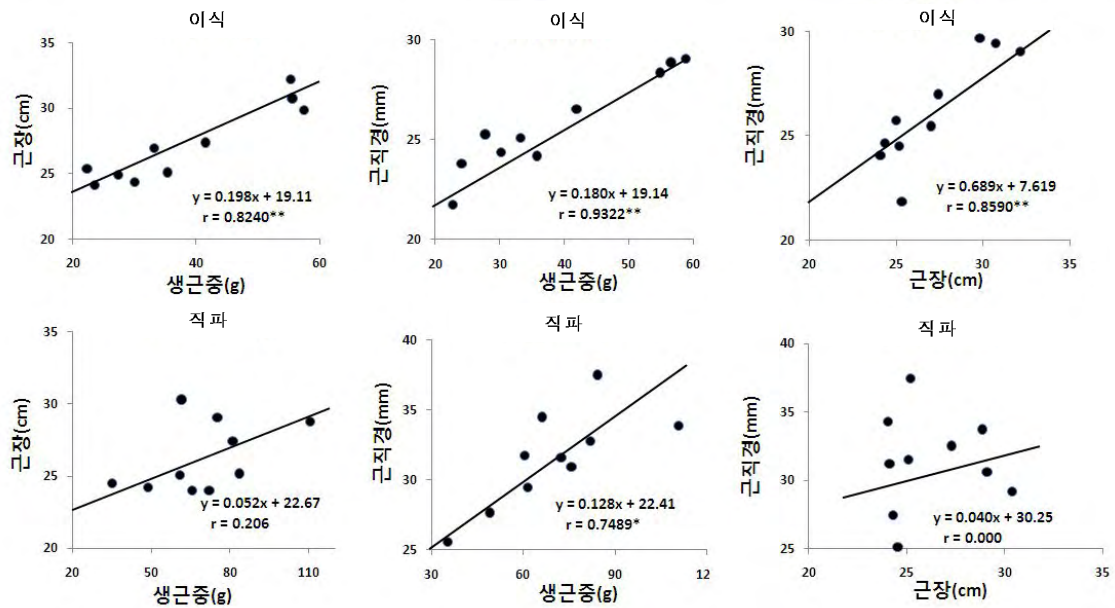 이식
35
30
25
20
20
40
60
근장(cm)
생근중(g)
y = 0.198x + 19.11
r = 0.8240**
이식
30
25
20
20
30
40
50
60
근직경(mm)
생근중(g)
y = 0.180x + 19.14
r = 0.9322**
이식
30
25
20
20
25
30
35
근직경(mm)
근장(cm)
y = 0.689x + 7.619
r = 0.8590**
직파
35
30
25
20
20
50
80
110
근장(cm)
생근중(g)
y = 0.052x + 22.67
r = 0.206
직파
40
35
30
25
30
60
90
12
근직경(mm)
생근중(g)
y = 0.128x + 22.41
r = 0.7489*
직파
40
35
30
25
20
25
30
35
근직경(mm)
근장(cm)
y = 0.040x + 30.25
r = 0.000